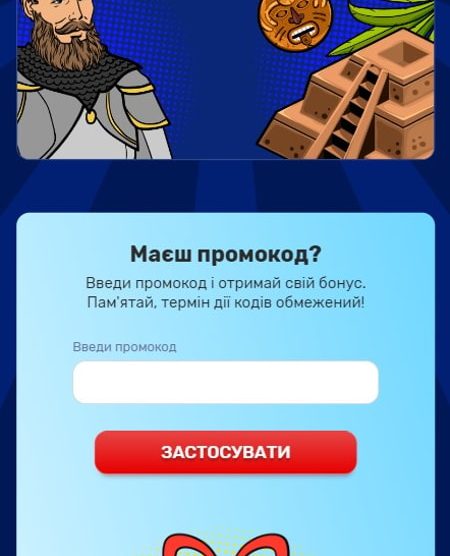 Маєш промокод?
Введи промокод і отримай свій бонус.
Пам'ятай, термін дії кодів обмежений!
Введи промокод
ЗАСТОСУВАТИ